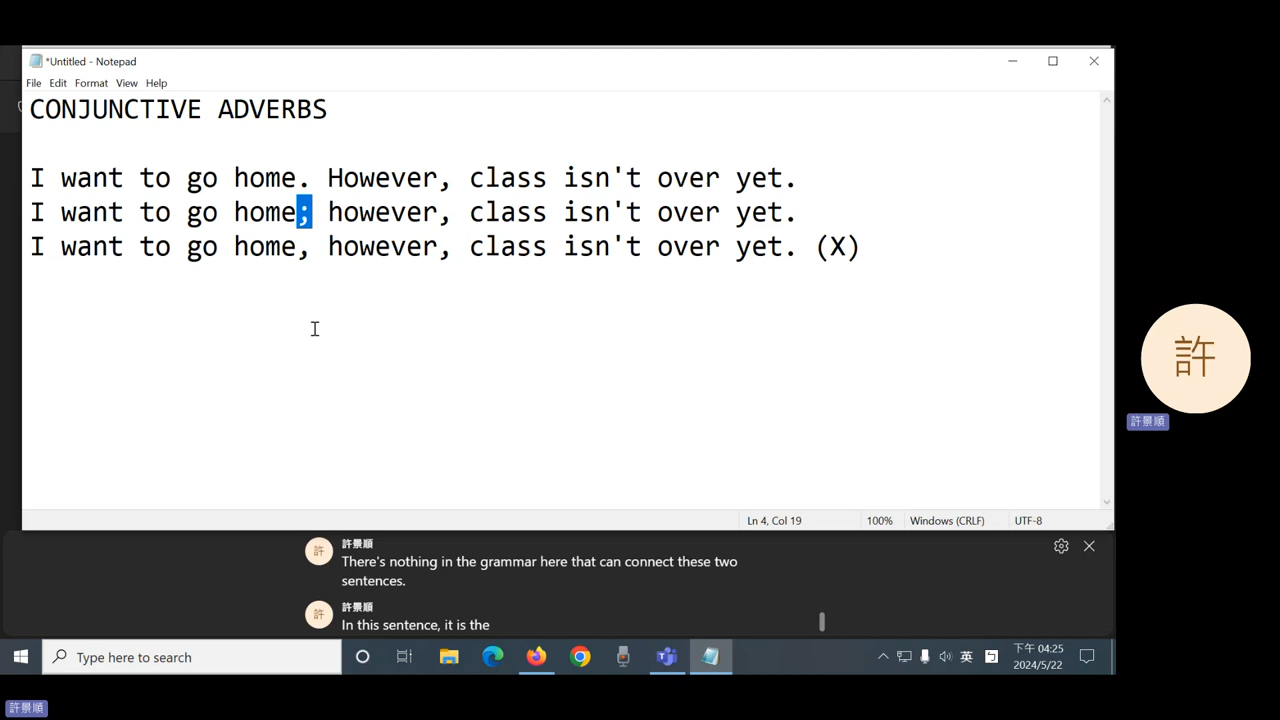 *Untitled - Notepad
File Edit Format View Help
CONJUNCTIVE ADVERBS
I want to go home. However, class isn't over yet.
I want to go home; however, class isn't over yet.
I want to go home, however, class isn't over yet. (X)
許
許景順
Ln 4, Col 19 100% Windows (CRLF) UTF-8
許
許景順
There's nothing in the grammar here that can connect these two
sentences.
許
許景順
In this sentence, it is the
Type here to search
英
下午 04:25
2024/5/22
許景順